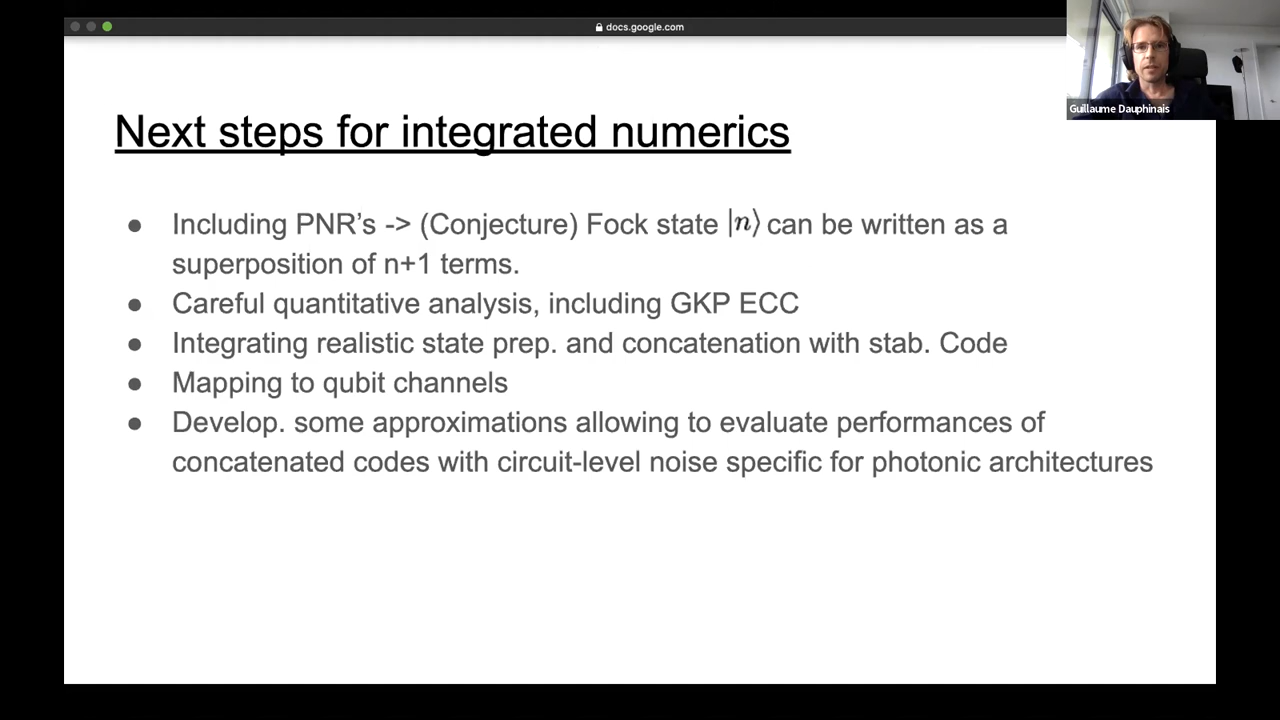 docs.google.com
Guillaume Dauphinais
Next steps for integrated numerics
● Including PNR's -> (Conjecture) Fock state |n⟩ can be written as a
superposition of n+1 terms.
● Careful quantitative analysis, including GKP ECC
● Integrating realistic state prep. and concatenation with stab. Code
● Mapping to qubit channels
● Develop. some approximations allowing to evaluate performances of
concatenated codes with circuit-level noise specific for photonic architectures